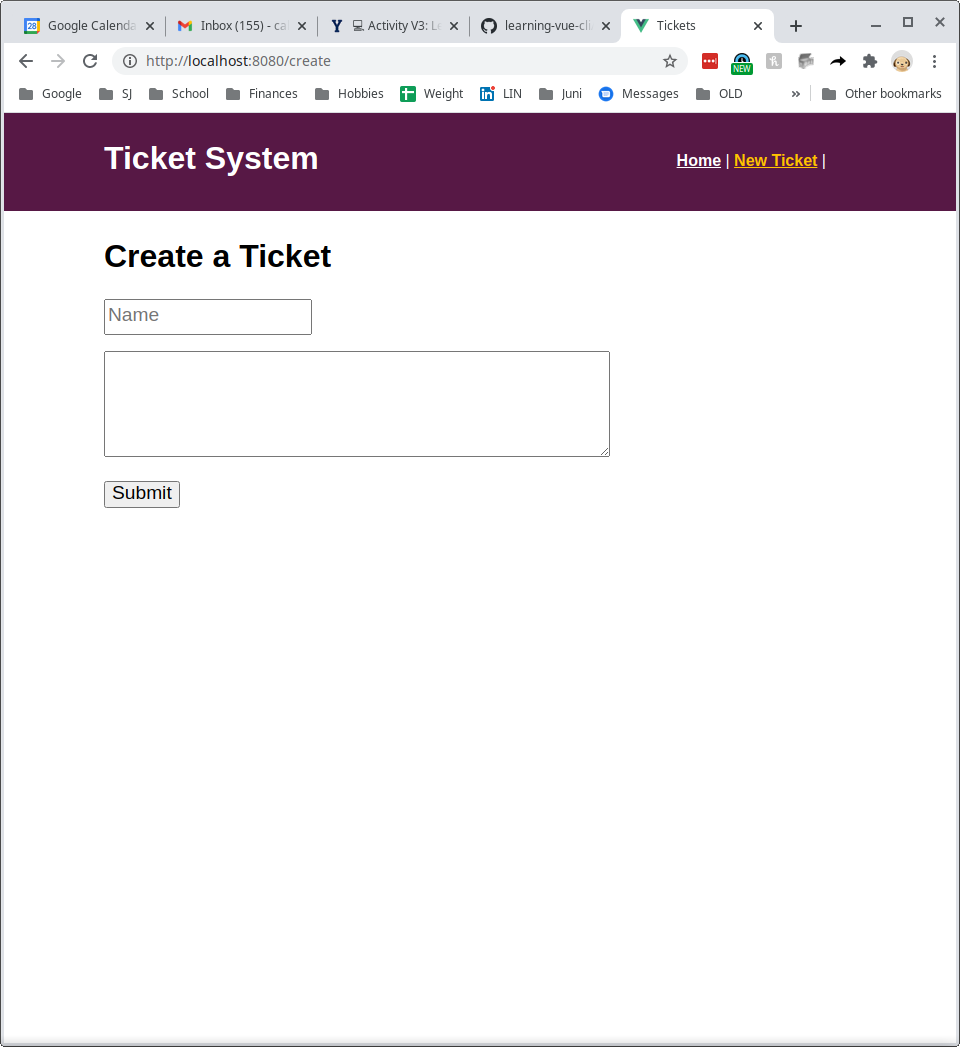 28 Google Calenda Inbox (155) - cal Y Activity V3: Le learning-vue-cli Tickets
http://localhost:8080/create NEW
Google SJ School Finances Hobbies Weight LIN Juni Messages OLD » Other bookmarks
Ticket System Home | New Ticket |
Create a Ticket
Name
Submit